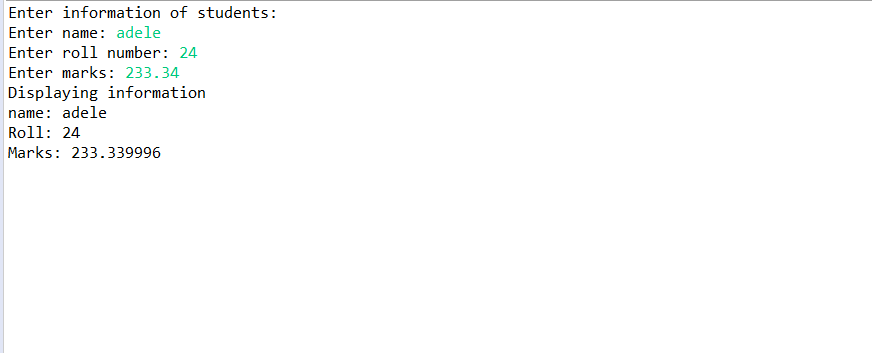 Enter information of students:
Enter name: adele
Enter roll number: 24
Enter marks: 233.34
Displaying information
name: adele
Roll: 24
Marks: 233.339996